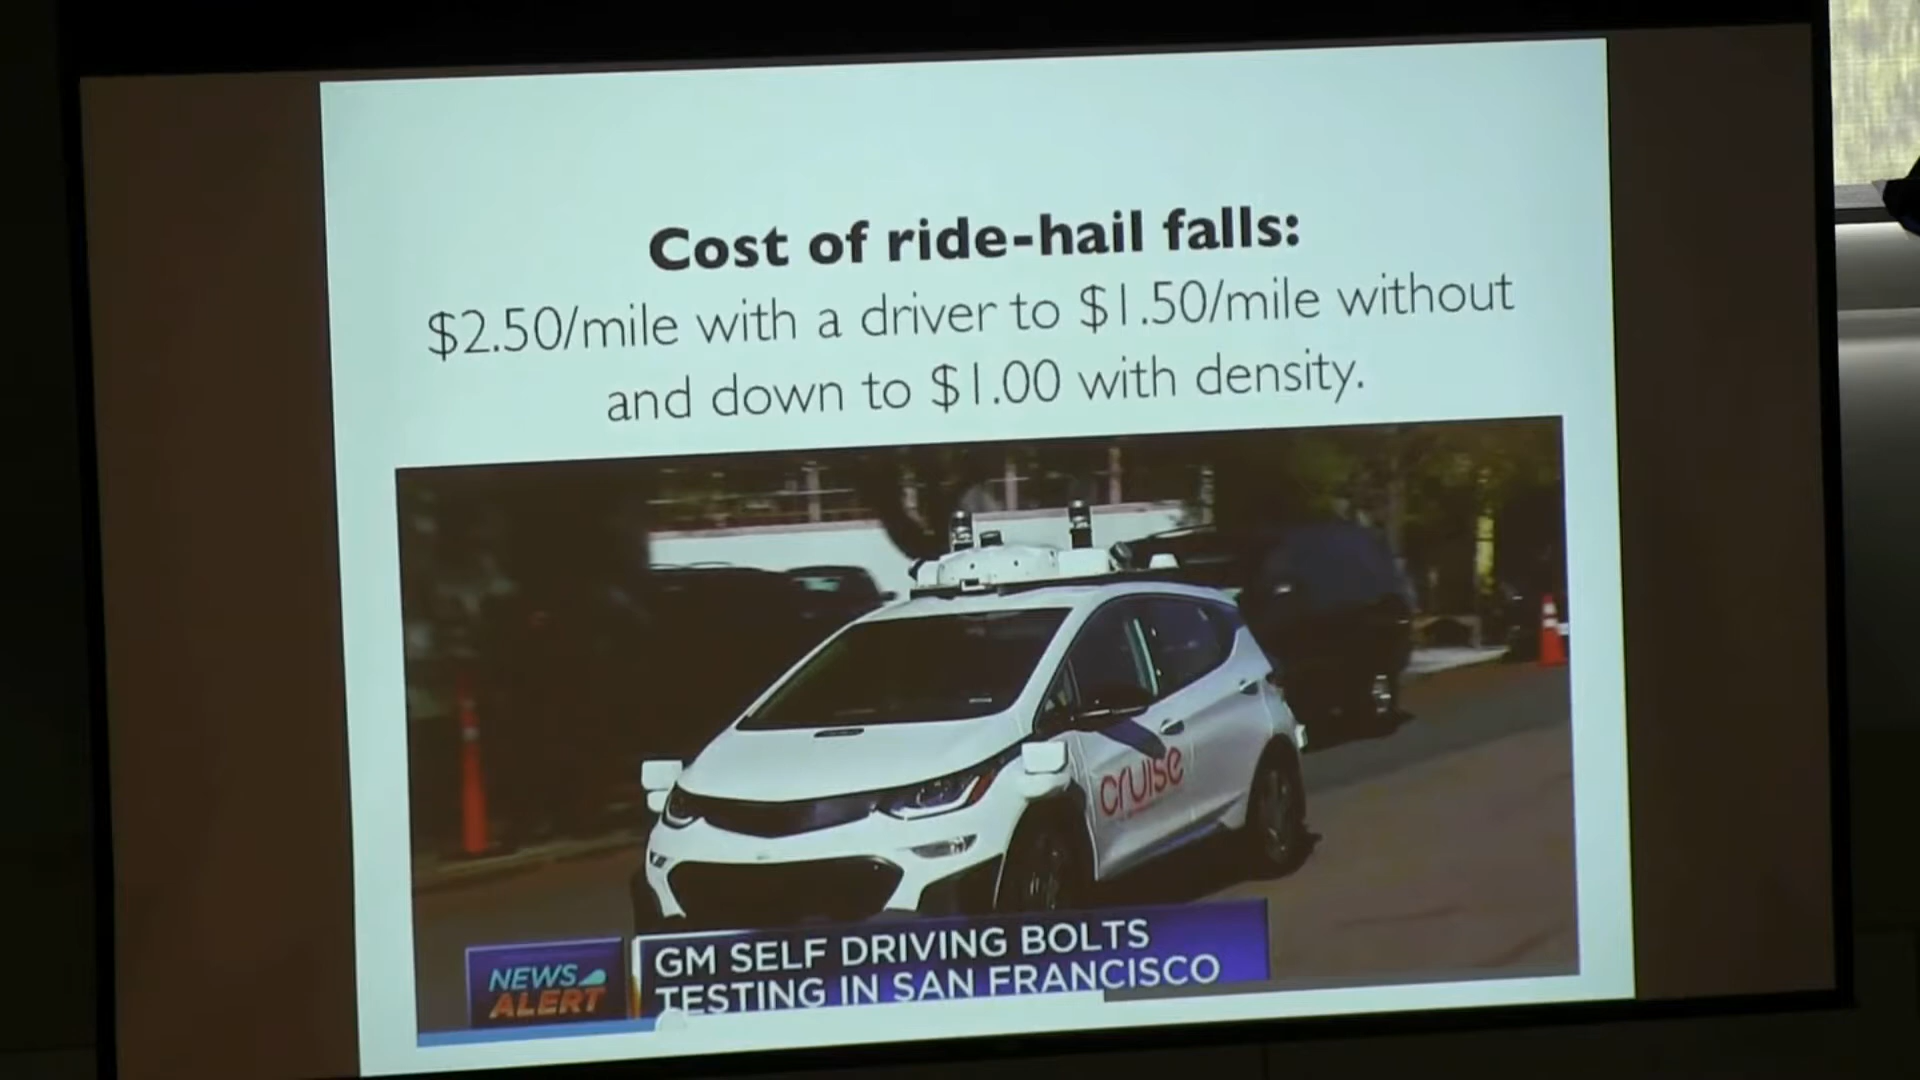 Cost of ride-hail falls:
$2.50/mile with a driver to $1.50/mile without
and down to $1.00 with density.
cruise
NEWS
ALERT
GM SELF DRIVING BOLTS
TESTING IN SAN FRANCISCO